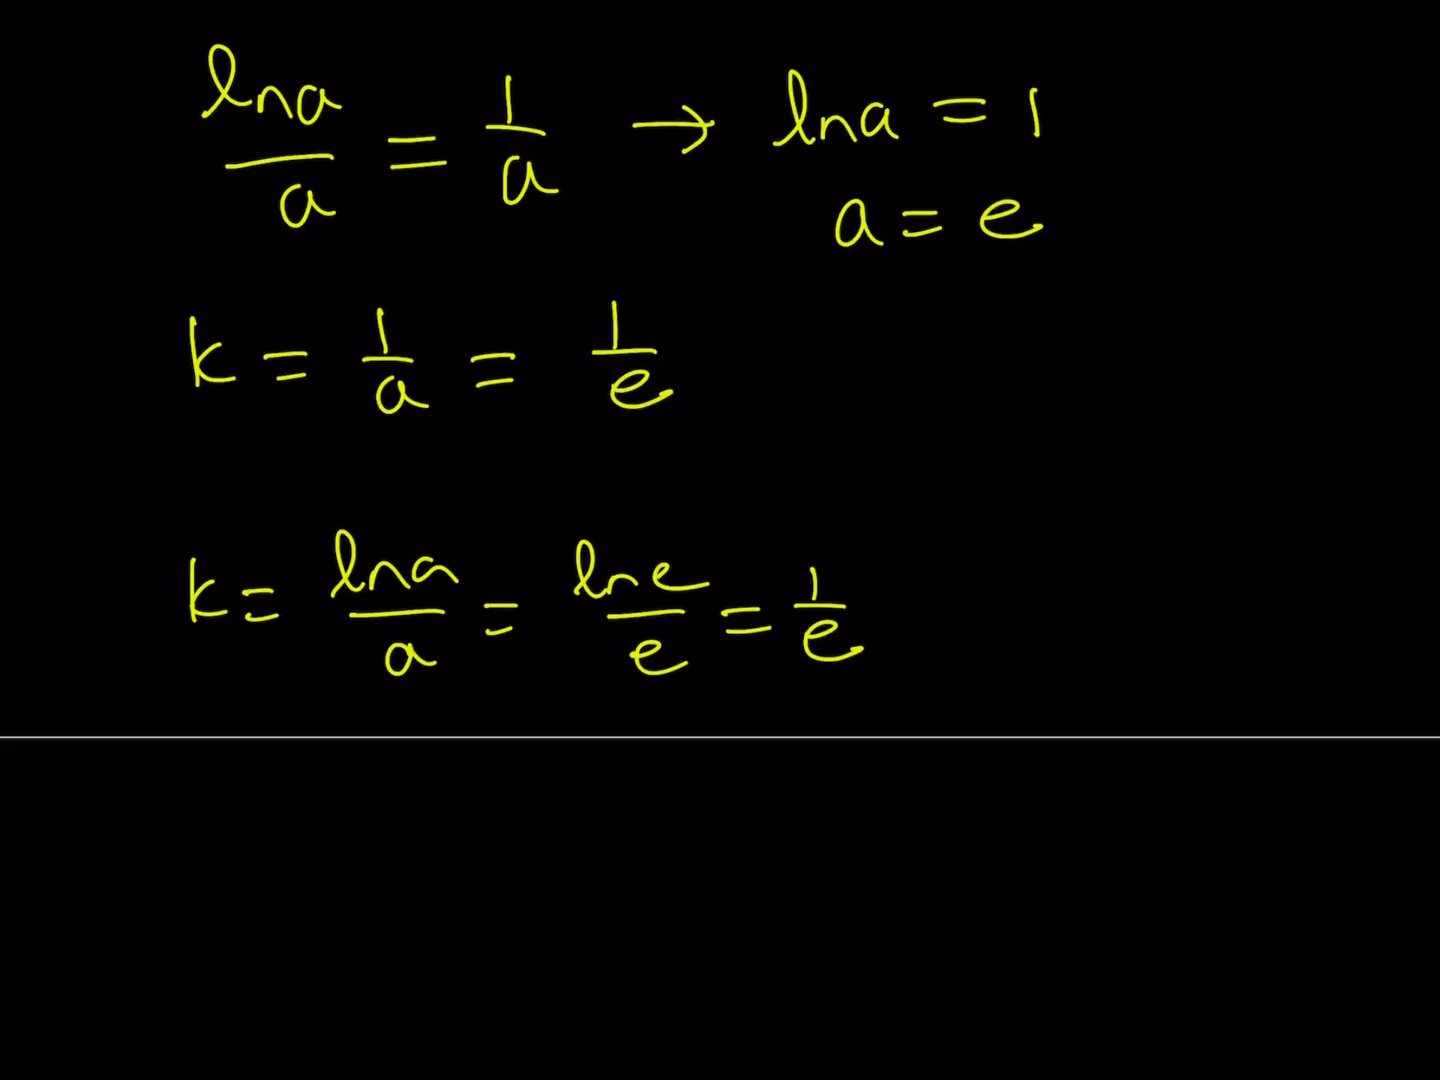 ln a / a = 1 / a → ln a = 1
a = e
k = 1 / a = 1 / e
k = ln a / a = ln e / e = 1 / e